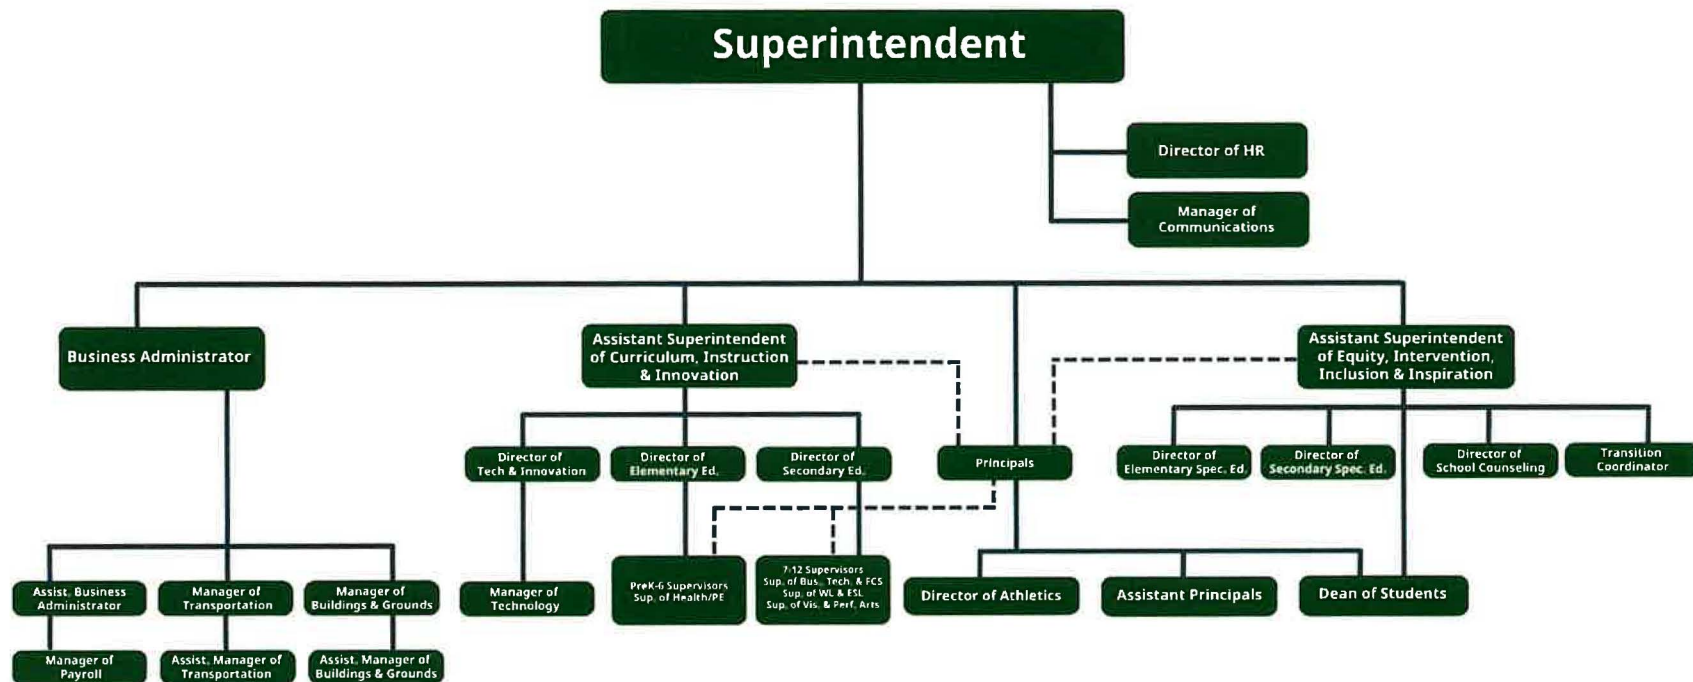 Superintendent
Director of HR
Manager of
Communications
Business Administrator
Assistant Superintendent
of Curriculum, Instruction
& Innovation
Assistant Superintendent
of Equity, Intervention,
Inclusion & Inspiration
Director of
Tech & Innovation
Director of
Elementary Ed.
Director of
Secondary Ed.
Principals
Director of
Elementary Spec. Ed.
Director of
Secondary Spec. Ed.
Director of
School Counseling
Transition
Coordinator
Assist. Business
Administrator
Manager of
Transportation
Manager of
Buildings & Grounds
Manager of
Technology
PreK-6 Supervisors
Sup. of Health/PE
7-12 Supervisors
Sup. of Bus., Tech. & FCS
Sup. of WL & ESL
Sup. of Vis. & Perf. Arts
Director of Athletics
Assistant Principals
Dean of Students
Manager of
Payroll
Assist. Manager of
Transportation
Assist. Manager of
Buildings & Grounds